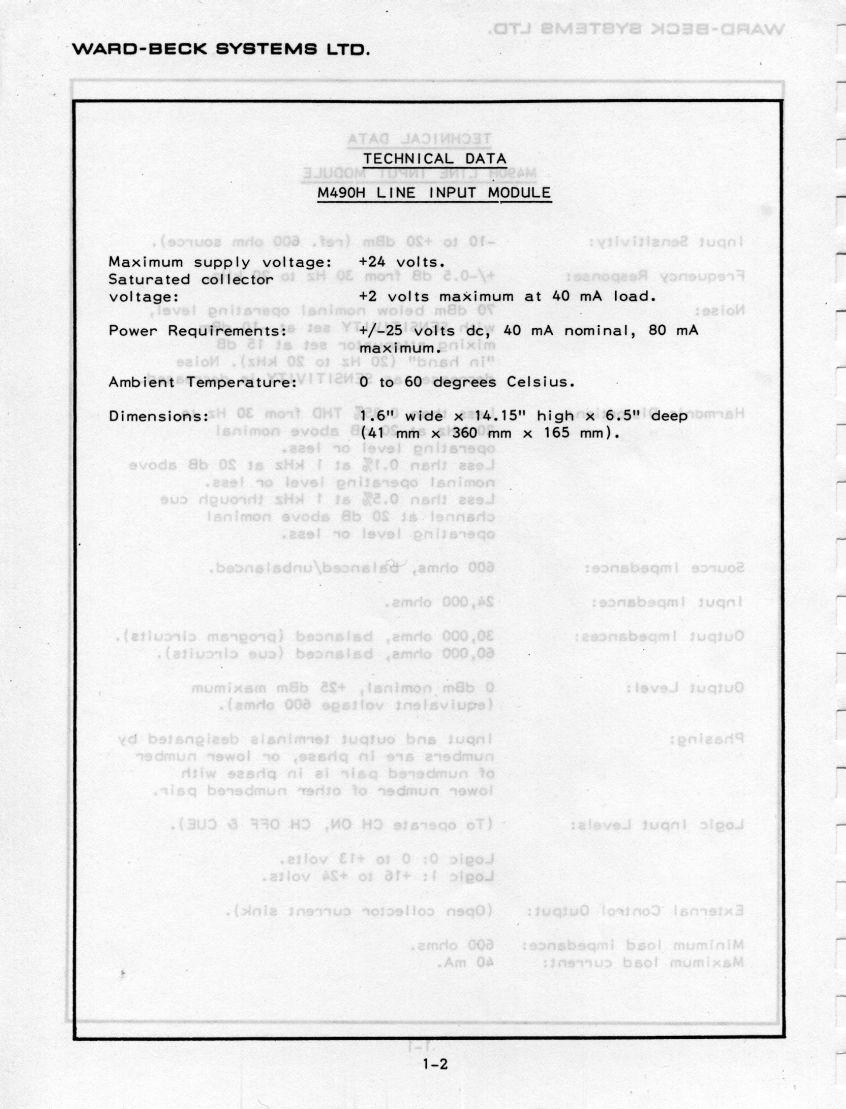 WARD-BECK SYSTEMS LTD.
TECHNICAL DATA
M490H LINE INPUT MODULE
Maximum supply voltage: +24 volts.
Saturated collector
voltage: +2 volts maximum at 40 mA load.
Power Requirements: +/-25 volts dc, 40 mA nominal, 80 mA
maximum.
Ambient Temperature: 0 to 60 degrees Celsius.
Dimensions: 1.6" wide x 14.15" high x 6.5" deep
(41 mm x 360 mm x 165 mm).
1-2